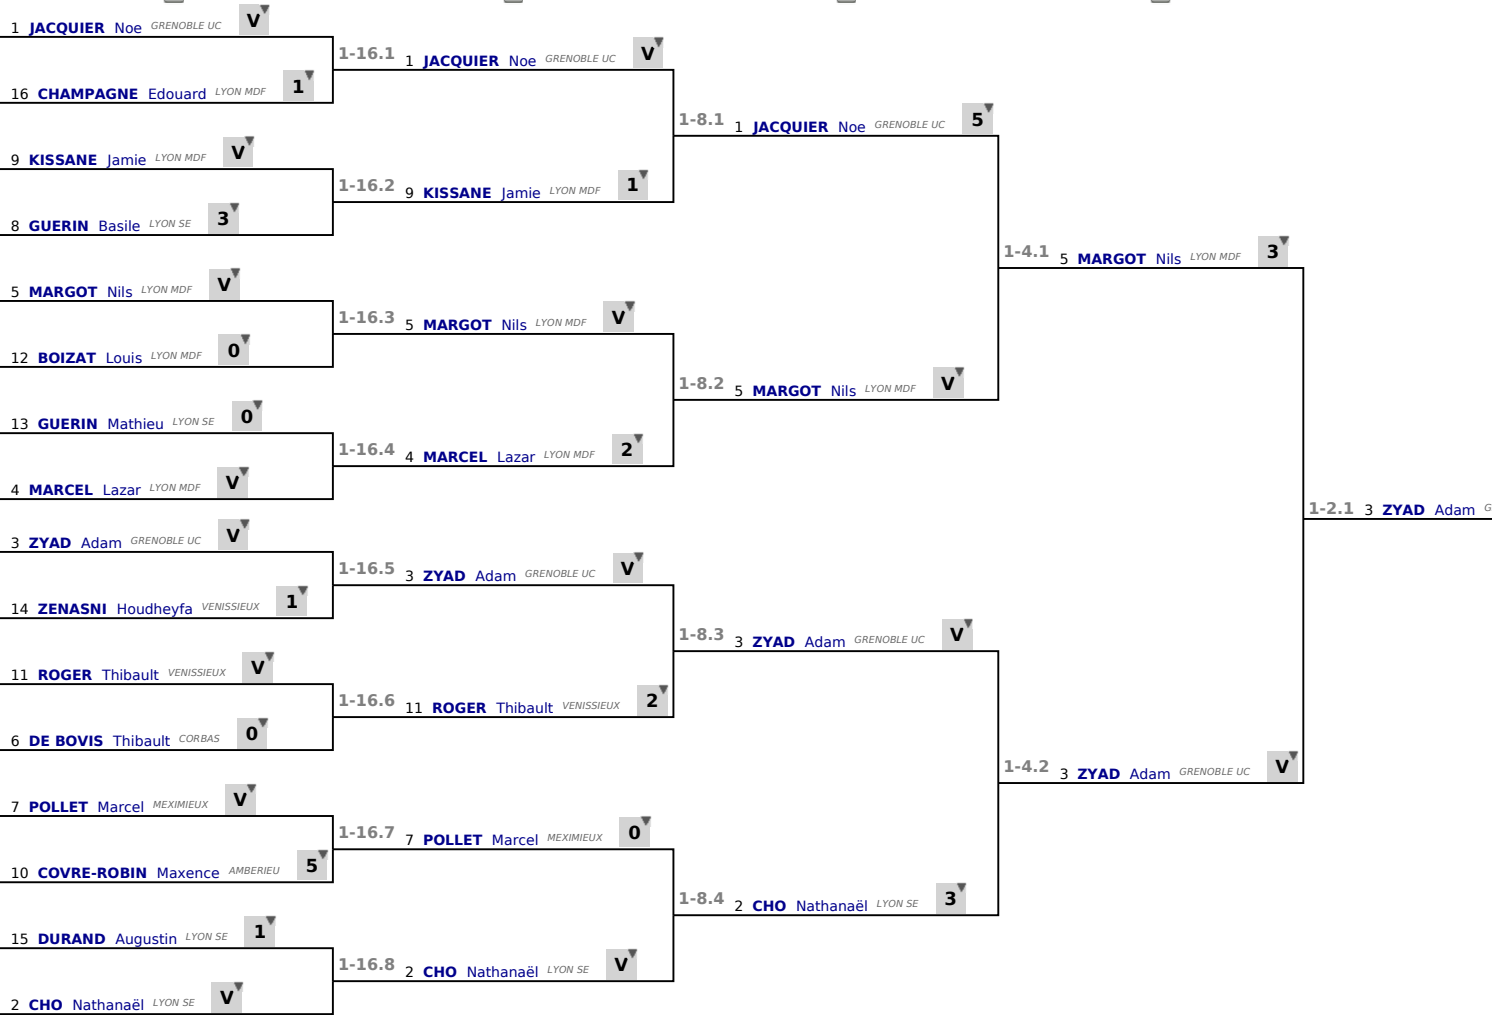 1 JACQUIER Noe GRENOBLE UC V
16 CHAMPAGNE Edouard LYON MDF 1
9 KISSANE Jamie LYON MDF V
8 GUERIN Basile LYON SE 3
5 MARGOT Nils LYON MDF V
12 BOIZAT Louis LYON MDF 0
13 GUERIN Mathieu LYON SE 0
4 MARCEL Lazar LYON MDF V
3 ZYAD Adam GRENOBLE UC V
14 ZENASNI Houdheyfa VENISSIEUX 1
11 ROGER Thibault VENISSIEUX V
6 DE BOVIS Thibault CORBAS 0
7 POLLET Marcel MEXIMIEUX V
10 COVRE-ROBIN Maxence AMBERIEU 5
15 DURAND Augustin LYON SE 1
2 CHO Nathanaël LYON SE V
1-16.1 1 JACQUIER Noe GRENOBLE UC V
1-16.2 9 KISSANE Jamie LYON MDF 1
1-16.3 5 MARGOT Nils LYON MDF V
1-16.4 4 MARCEL Lazar LYON MDF 2
1-16.5 3 ZYAD Adam GRENOBLE UC V
1-16.6 11 ROGER Thibault VENISSIEUX 2
1-16.7 7 POLLET Marcel MEXIMIEUX 0
1-16.8 2 CHO Nathanaël LYON SE V
1-8.1 1 JACQUIER Noe GRENOBLE UC 5
1-8.2 5 MARGOT Nils LYON MDF V
1-8.3 3 ZYAD Adam GRENOBLE UC V
1-8.4 2 CHO Nathanaël LYON SE 3
1-4.1 5 MARGOT Nils LYON MDF 3
1-4.2 3 ZYAD Adam GRENOBLE UC V
1-2.1 3 ZYAD Adam G